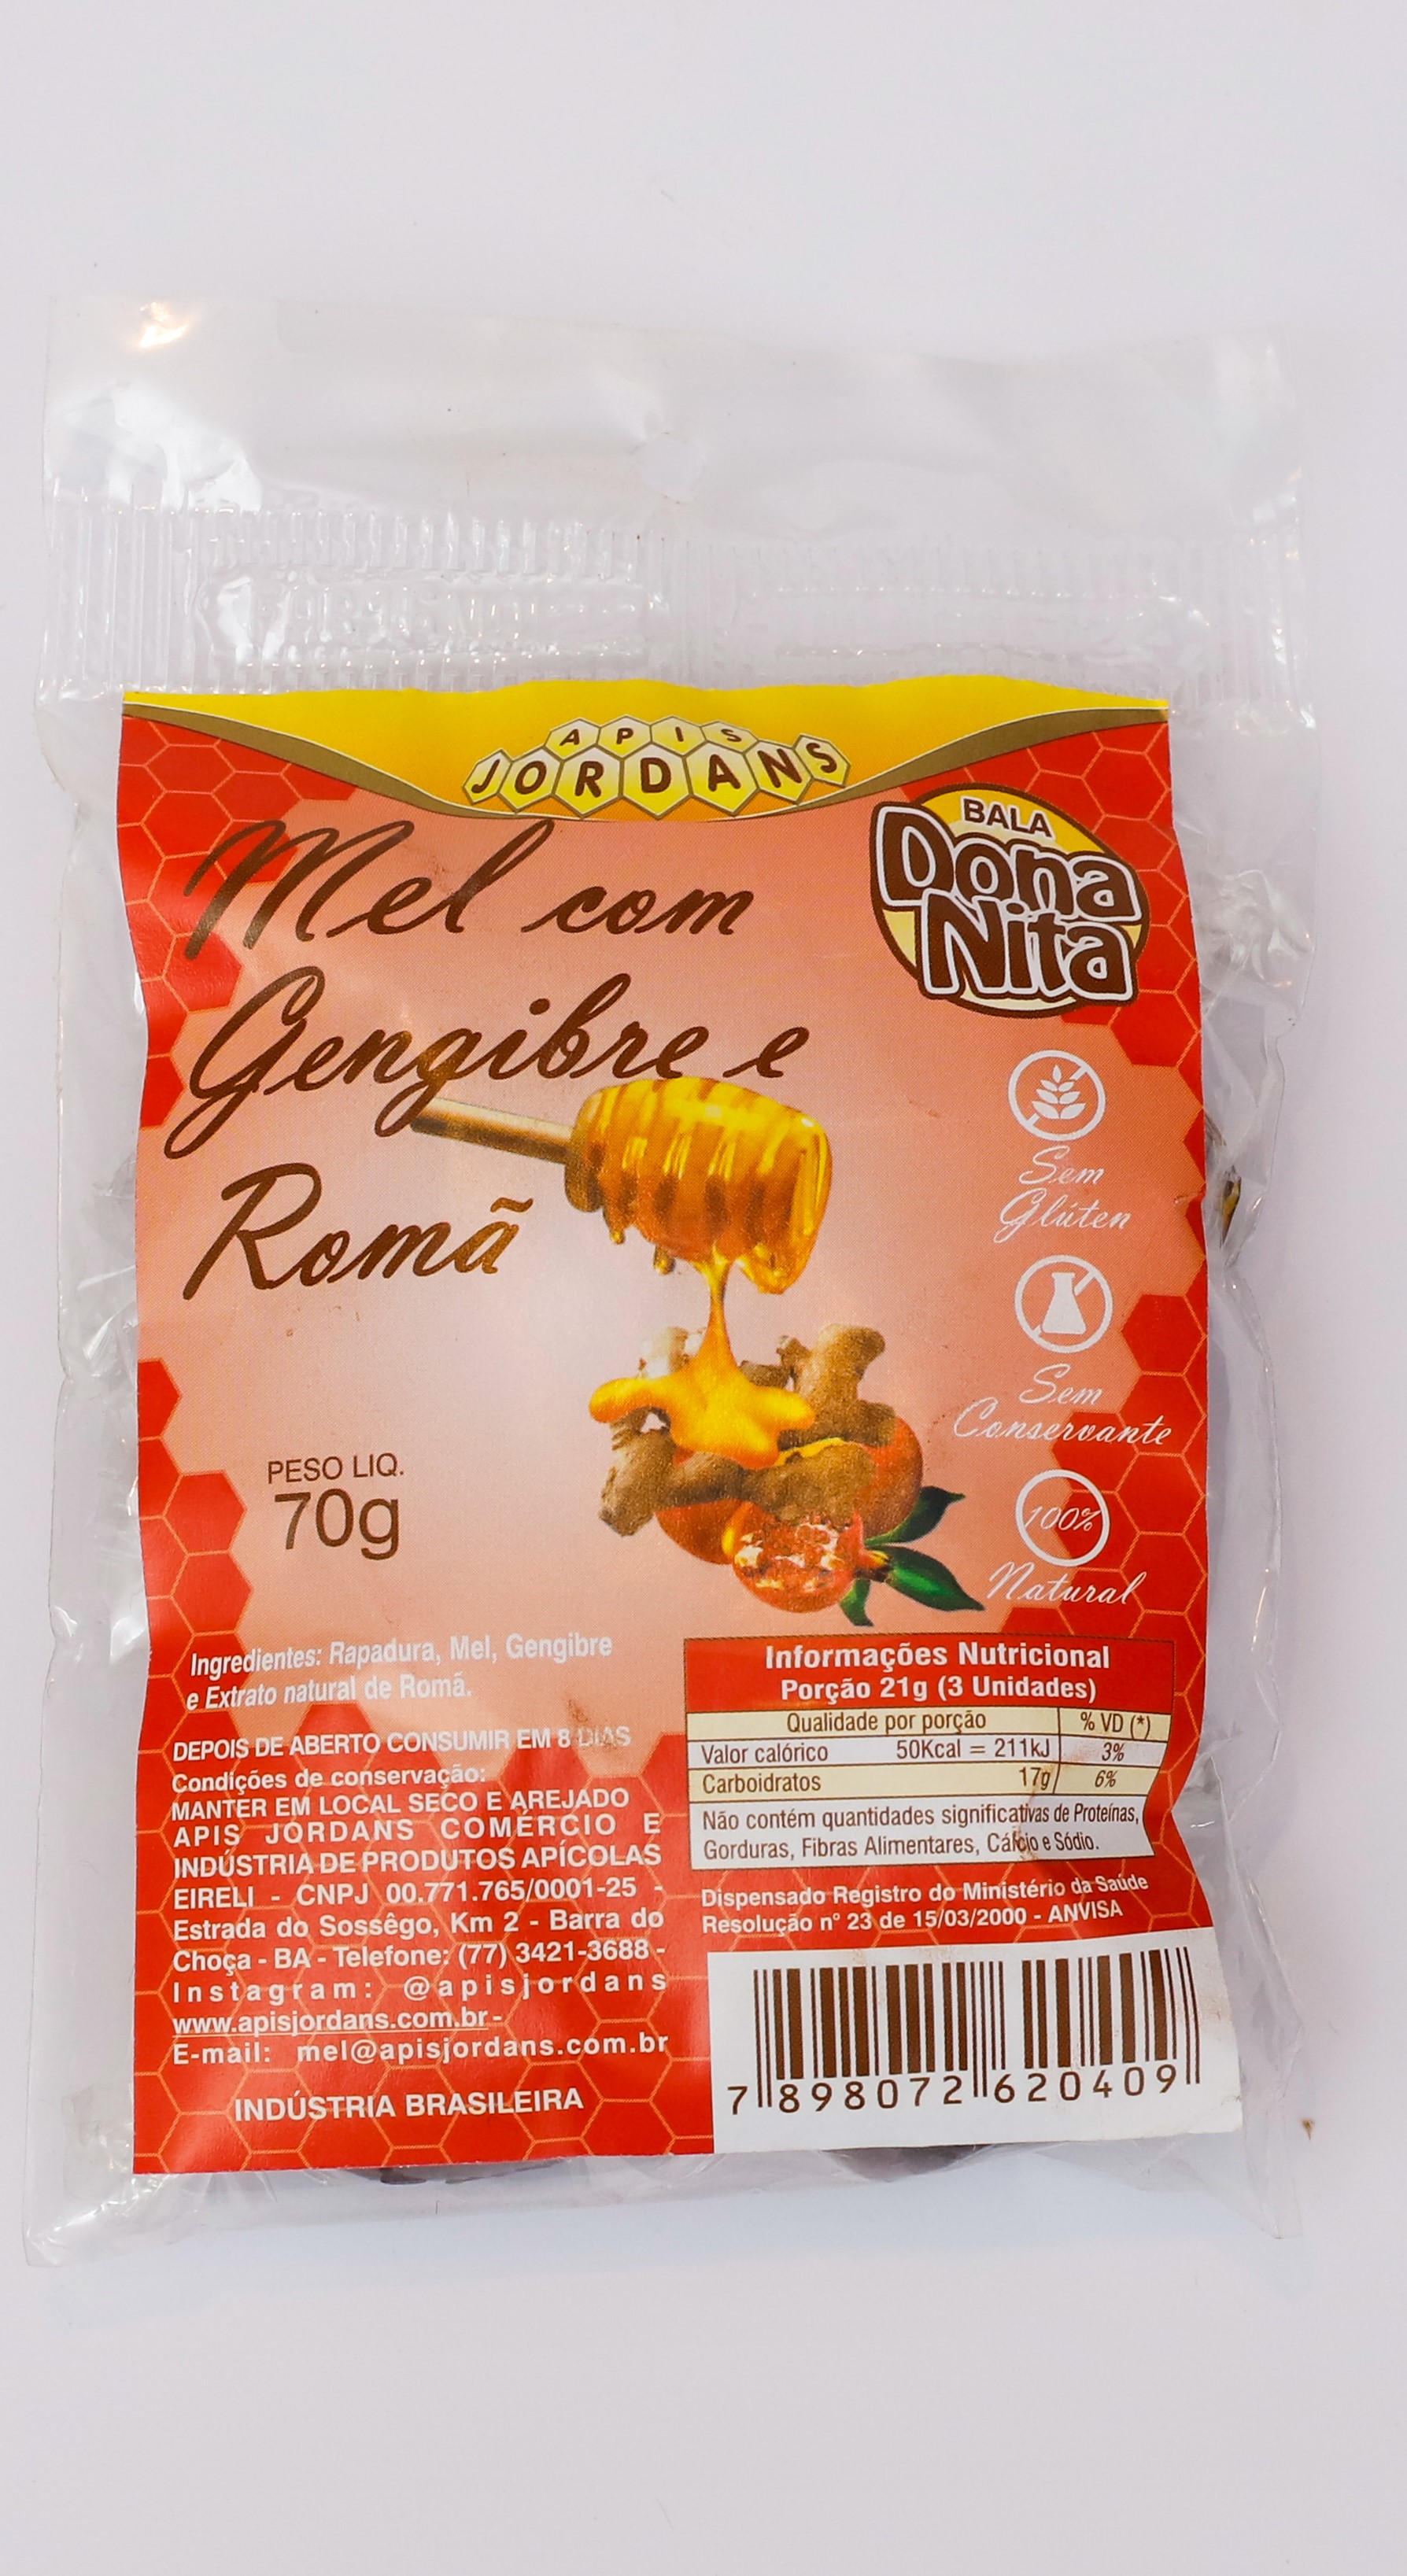 APIS
JORDANS
BALA
Dona
Nita
Mel com
Gengibre e
Romã
Sem
Glúten
Sem
Conservante
100%
Natural
PESO LIQ.
70g
Ingredientes: Rapadura, Mel, Gengibre
e Extrato natural de Romã.
DEPOIS DE ABERTO CONSUMIR EM 8 DIAS
Condições de conservação:
MANTER EM LOCAL SECO E AREJADO
APIS JORDANS COMÉRCIO E
INDÚSTRIA DE PRODUTOS APÍCOLAS
EIRELI - CNPJ 00.771.765/0001-25 -
Estrada do Sossêgo, Km 2 - Barra do
Choça - BA - Telefone: (77) 3421-3688 -
Instagram: @apisjordans
www.apisjordans.com.br -
E-mail: mel@apisjordans.com.br
INDÚSTRIA BRASILEIRA
Informações Nutricional
Porção 21g (3 Unidades)
Qualidade por porção % VD (*)
Valor calórico 50Kcal = 211kJ 3%
Carboidratos 17g 6%
Não contém quantidades significativas de Proteínas,
Gorduras, Fibras Alimentares, Cálcio e Sódio.
Dispensado Registro do Ministério da Saúde
Resolução nº 23 de 15/03/2000 - ANVISA
7 898072 620409